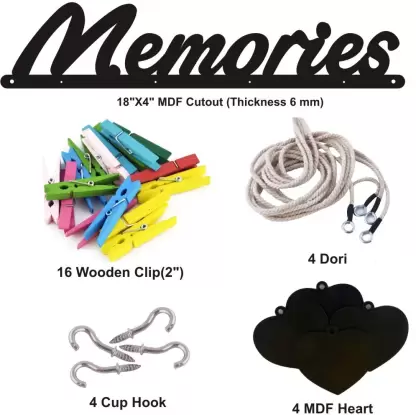 Memories
18"X4" MDF Cutout (Thickness 6 mm)
16 Wooden Clip(2")
4 Dori
4 Cup Hook
4 MDF Heart